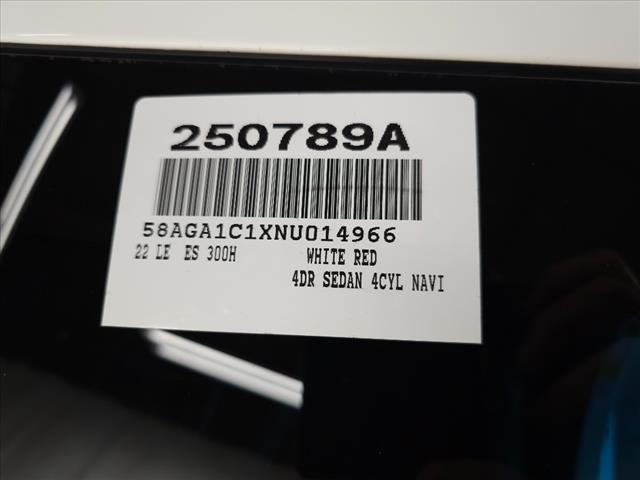 250789A
58AGA1C1XNU014966
22 LE ES 300H WHITE RED
4DR SEDAN 4CYL NAVI